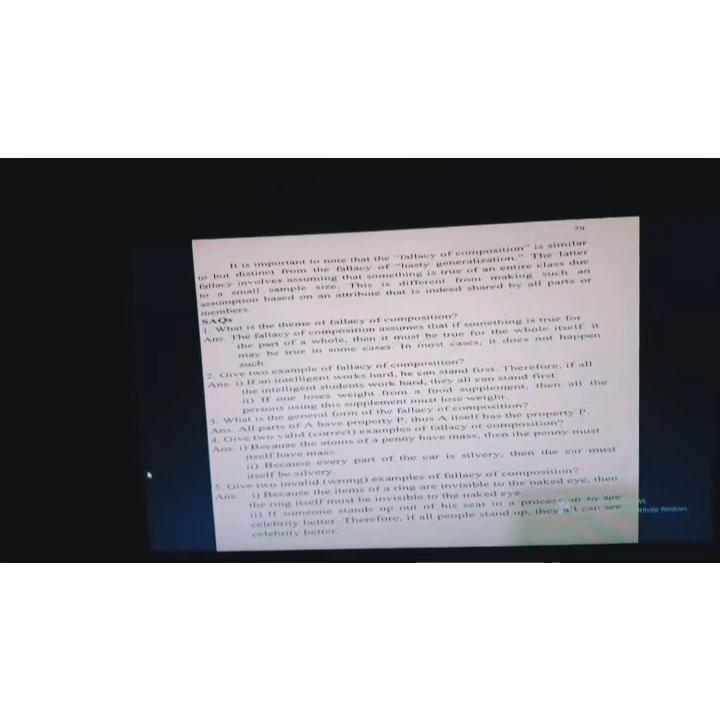 79
It is important to note that the "fallacy of composition" is similar
to but distinct from the fallacy of "hasty generalization." The latter
fallacy involves assuming that something is true of an entire class due
to a small sample size. This is different from making such an
assumption based on an attribute that is indeed shared by all parts or
members.
SAQs
1. What is the theme of fallacy of composition?
Ans. The fallacy of composition assumes that if something is true for
the part of a whole, then it must be true for the whole itself. it
may be true in some cases. In most cases, it does not happen
such.
2. Give two example of fallacy of composition?
Ans. i) If an intelligent works hard, he can stand first. Therefore, if all
the intelligent students work hard, they all can stand first.
ii) If one loses weight from a food supplement, then all the
persons using this supplement must lose weight.
3. What is the general form of the fallacy of composition?
Ans. All parts of A have property P, thus A itself has the property P.
4. Give two valid (correct) examples of fallacy or composition?
Ans. i) Because the atoms of a penny have mass, then the penny must
itself have mass.
ii) Because every part of the car is silvery, then the car must
itself be silvery.
5. Give two invalid (wrong) examples of fallacy of composition?
Ans. i) Because the items of a ring are invisible to the naked eye, then
the ring itself must be invisible to the naked eye.
ii) If someone stands up out of his seat in a procession to see
celebrity better. Therefore, if all people stand up, they all can see
celebrity better.
Activate Windows